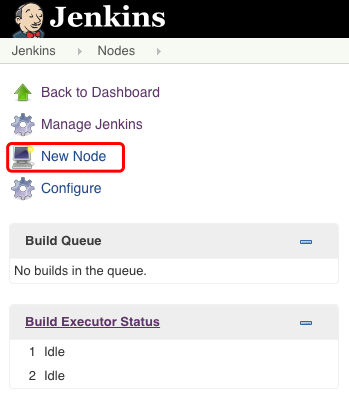 Jenkins
Jenkins Nodes
Back to Dashboard
Manage Jenkins
New Node
Configure
Build Queue
No builds in the queue.
Build Executor Status
1 Idle
2 Idle